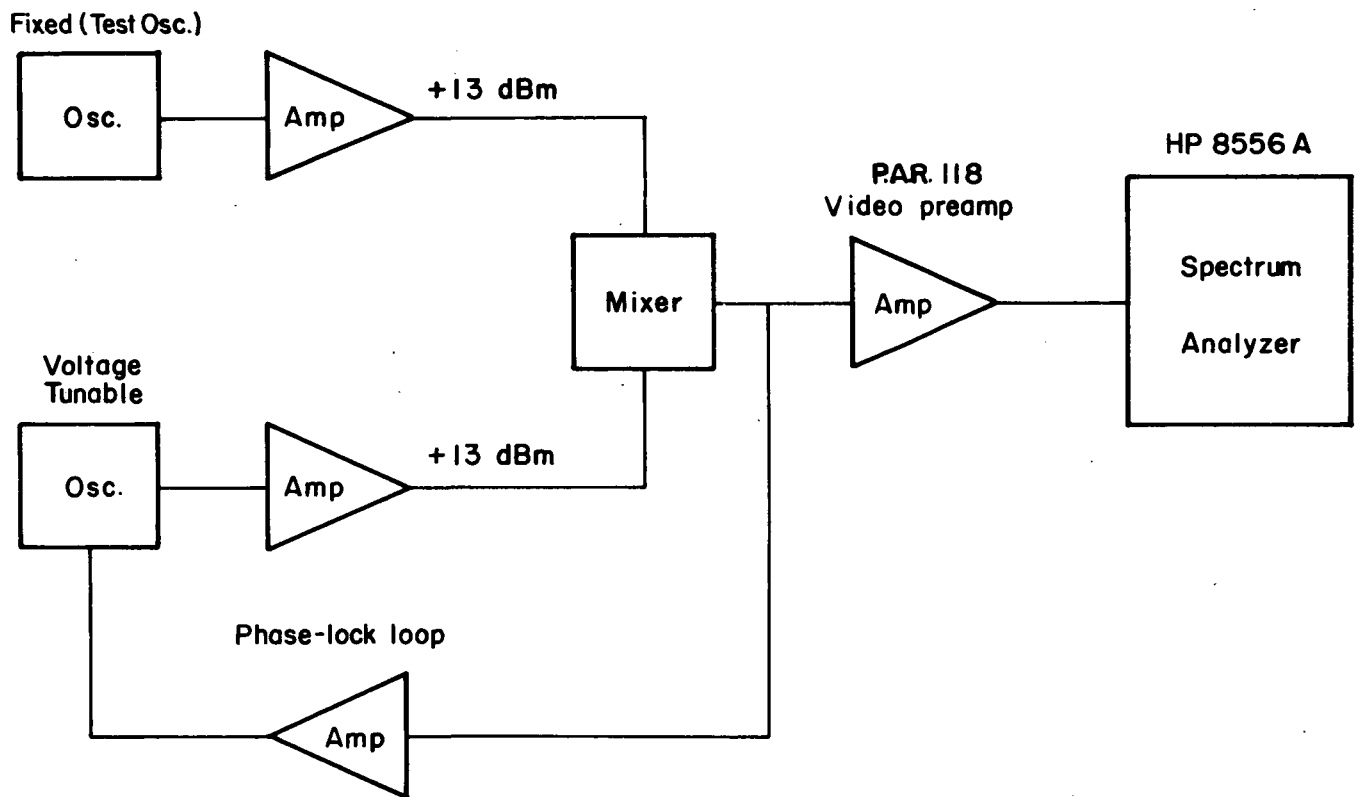 Fixed (Test Osc.)
Osc.
Amp
+13 dBm
HP 8556 A
P.A.R. 118
Video preamp
Mixer
Amp
Spectrum
Analyzer
Voltage
Tunable
Osc.
Amp
+13 dBm
Phase-lock loop
Amp